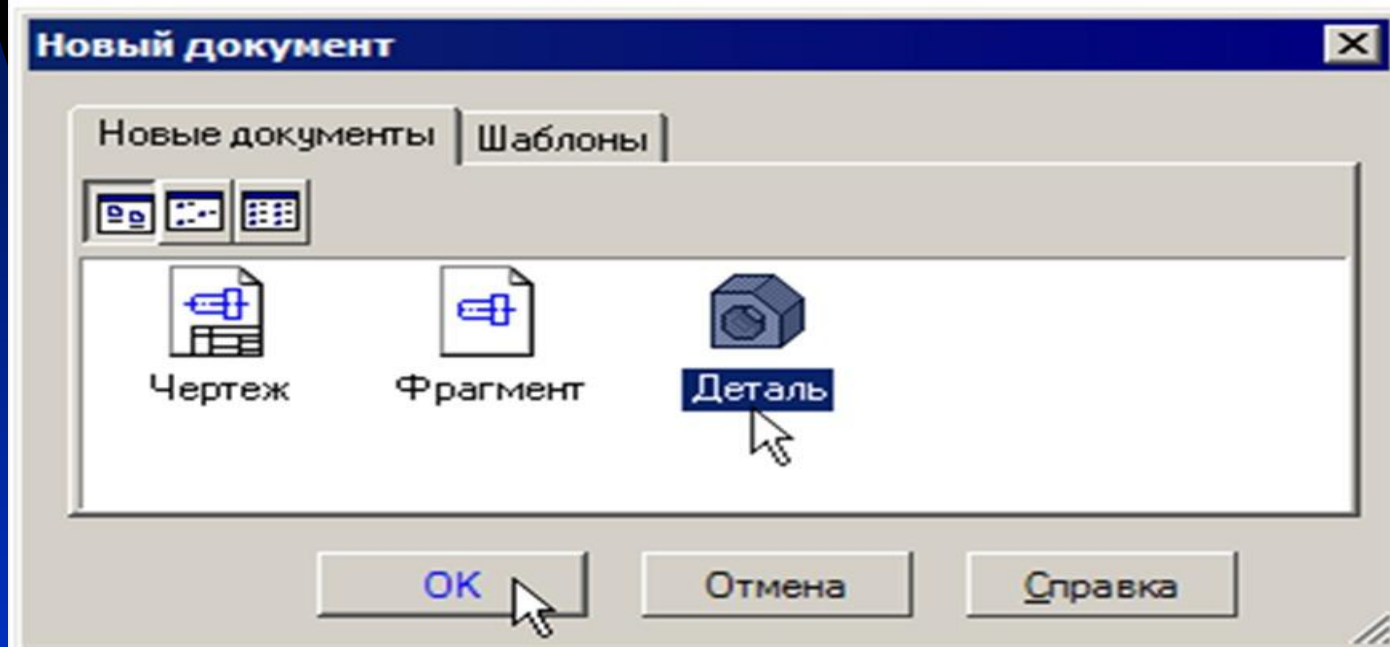 Новый документ
Новые документы Шаблоны
Чертеж Фрагмент Деталь
OK Отмена Справка